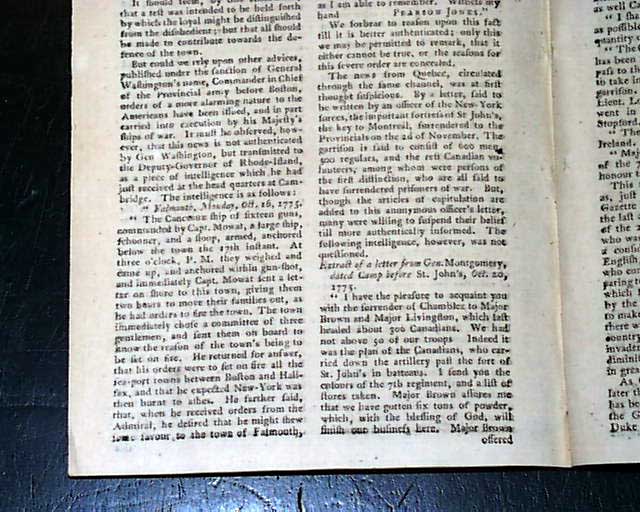 It should seem, by this
that a test was intended to be held forth
by which the loyal might be distinguished
from the disobedient; but that all should
be made to contribute towards the de-
fence of the town.
But could we rely upon other advices,
published under the sanction of General
Washington's name, Commander in Chief
of the Provincial army before Boston,
orders of a more alarming nature to the
Americans have been issued, and in part
carried into execution by his Majesty's
ships of war. It must be observed, how-
ever, that this news is not authenticated
by Gen Washington, but transmitted to
the Deputy-Governor of Rhode-Island,
as a piece of intelligence which he had
just received at the head quarters at Cam-
bridge. The intelligence is as follows:
" Falmouth, Monday, Oct. 16, 1775.
" The Canceaux ship of sixteen guns,
commanded by Capt. Mowat, a large ship,
schooner, and a sloop, armed, anchored
below the town the 17th instant. At
three o'clock, P. M. they weighed and
came up, and anchored within gun-shot,
and immediately Capt. Mowat sent a let-
ter on shore to this town, giving them
two hours to move their families out, as
he had orders to fire the town. The town
immediately chose a committee of three
gentlemen, and sent them on board to
know the reason of the town's being to
be set on fire. He returned for answer,
that his orders were to set on fire all the
sea-port towns between Boston and Hali-
fax, and that he expected New-York was
then burnt to ashes. He farther said,
that, when he received orders from the
Admiral, he desired that he might shew
some favour to the town of Falmouth,
as I am able to remember. Witness my
hand PEARSON JONES."
We forbear to reason upon this fact
till it is better authenticated; only this
we may be permitted to remark, that it
either cannot be true, or the reasons for
this severe order are concealed.
The news from Quebec, circulated
through the same channel, was at first
thought suspicious. By a letter, said to
be written by an officer of the New-York
forces, the important fortress of St John's,
the key to Montreal, surrendered to the
Provincials on the 2d of November. The
garrison is said to consist of 600 men,
500 regulars, and the rest Canadian vo-
lunteers, among whom were persons of
the first distinction, who are all said to
have surrendered prisoners of war. But,
though the articles of capitulation are
added to this anonymous officer's letter,
many were willing to suspend their belief
till more authentically informed. The
following intelligence, however, was not
questioned.
Extract of a letter from Gen. Montgomery,
dated Camp before St. John's, Oct. 20,
1775.
" I have the pleasure to acquaint you
with the surrender of Chamblee to Major
Brown and Major Livingston, which last
headed about 300 Canadians. We had
not above 50 of our troops Indeed it
was the plan of the Canadians, who car-
ried down the artillery past the fort of
St. John's in batteaus. I send you the
colours of the 7th regiment, and a list of
stores taken. Major Brown assures me
that we have gotten six tons of powder,
which, with the blessing of God, will
finish our business here. Major Brown
offered